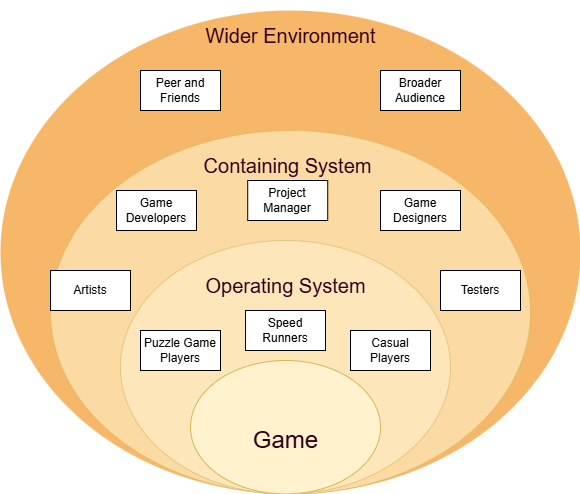 Wider Environment
Peer and
Friends
Broader
Audience
Containing System
Project
Manager
Game
Developers
Game
Designers
Artists
Testers
Operating System
Speed
Runners
Puzzle Game
Players
Casual
Players
Game